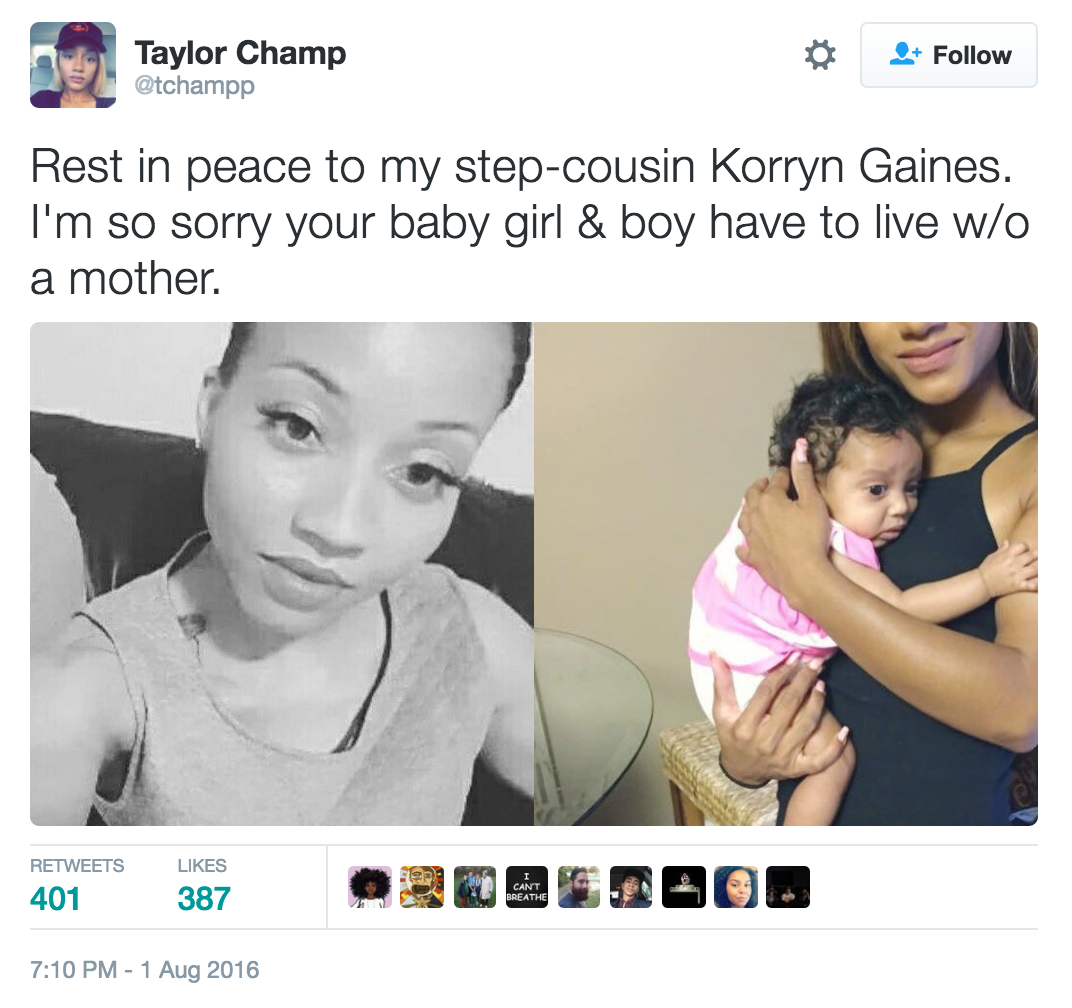 Taylor Champ
@tchampp
Follow
Rest in peace to my step-cousin Korryn Gaines.
I'm so sorry your baby girl & boy have to live w/o
a mother.
RETWEETS
401
LIKES
387
I
CAN'T
BREATHE
7:10 PM - 1 Aug 2016